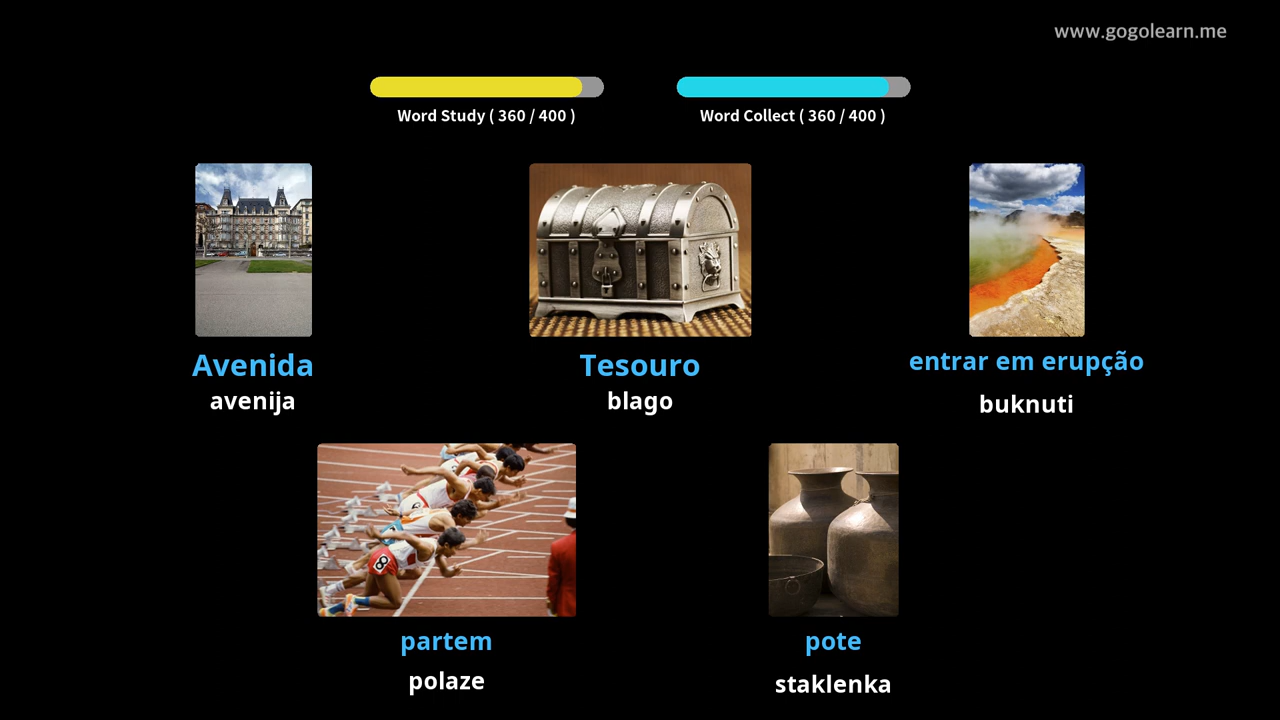 www.gogolearn.me
Word Study ( 360 / 400 )
Word Collect ( 360 / 400 )
Avenida
avenija
Tesouro
blago
entrar em erupção
buknuti
partem
polaze
pote
staklenka